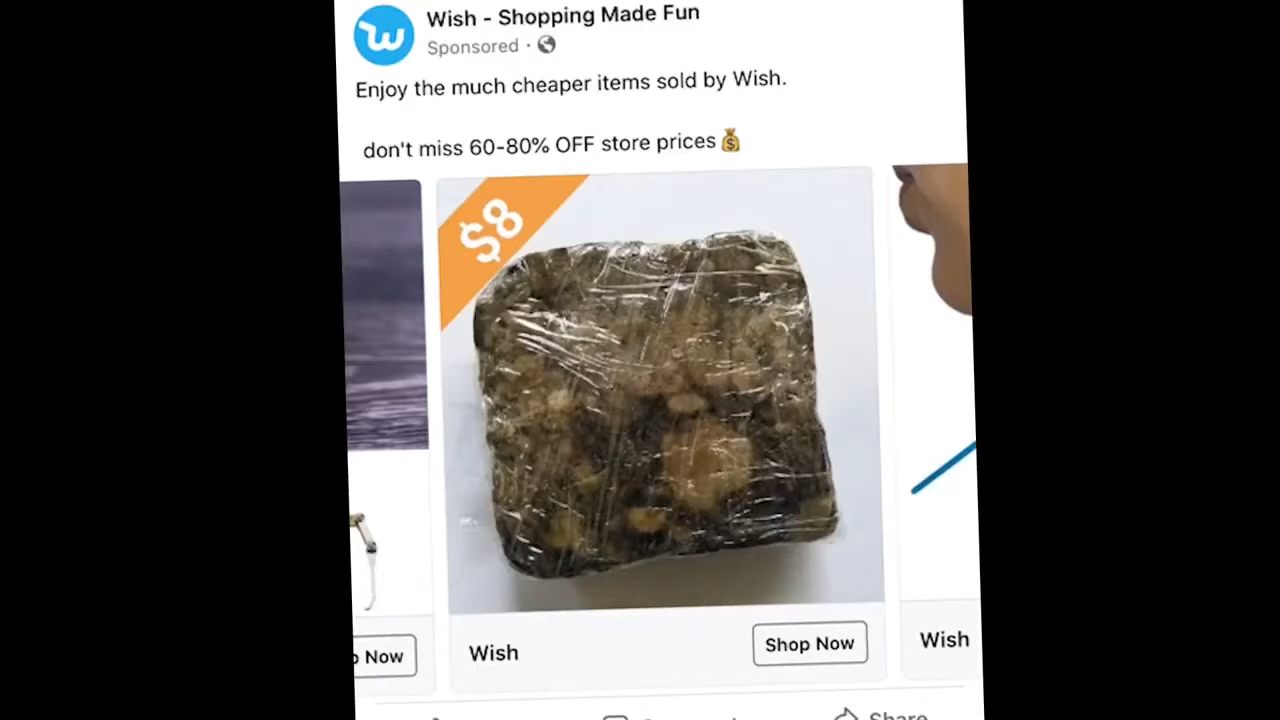 Wish - Shopping Made Fun
Sponsored ·
Enjoy the much cheaper items sold by Wish.
don't miss 60-80% OFF store prices💰
$8
Now
Wish
Shop Now
Wish
Share